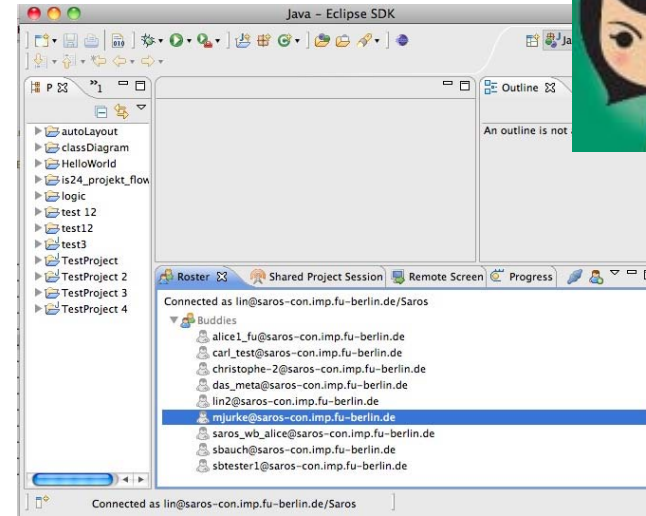 Java – Eclipse SDK
Ja
P
»1
Outline
autoLayout
classDiagram
HelloWorld
is24_projekt_flow
logic
test 12
test12
test3
TestProject
TestProject 2
TestProject 3
TestProject 4
An outline is not
Roster
Shared Project Session
Remote Screen
Progress
Connected as lin@saros-con.imp.fu-berlin.de/Saros
Buddies
alice1_fu@saros-con.imp.fu-berlin.de
carl_test@saros-con.imp.fu-berlin.de
christophe-2@saros-con.imp.fu-berlin.de
das_meta@saros-con.imp.fu-berlin.de
lin2@saros-con.imp.fu-berlin.de
mjurke@saros-con.imp.fu-berlin.de
saros_wb_alice@saros-con.imp.fu-berlin.de
sbauch@saros-con.imp.fu-berlin.de
sbtester1@saros-con.imp.fu-berlin.de
Connected as lin@saros-con.imp.fu-berlin.de/Saros